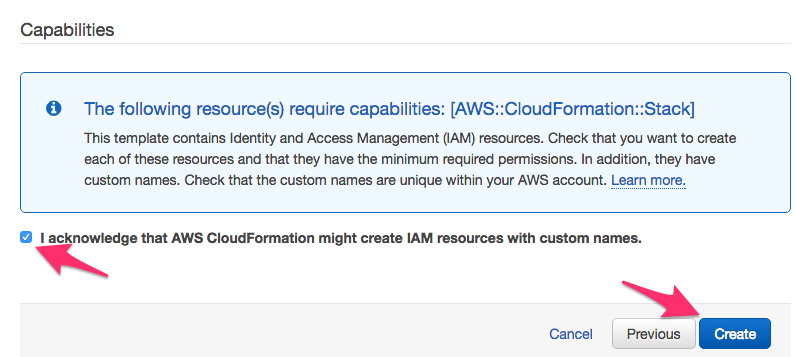 Capabilities
The following resource(s) require capabilities: [AWS::CloudFormation::Stack]
This template contains Identity and Access Management (IAM) resources. Check that you want to create
each of these resources and that they have the minimum required permissions. In addition, they have
custom names. Check that the custom names are unique within your AWS account. Learn more.
I acknowledge that AWS CloudFormation might create IAM resources with custom names.
Cancel Previous Create